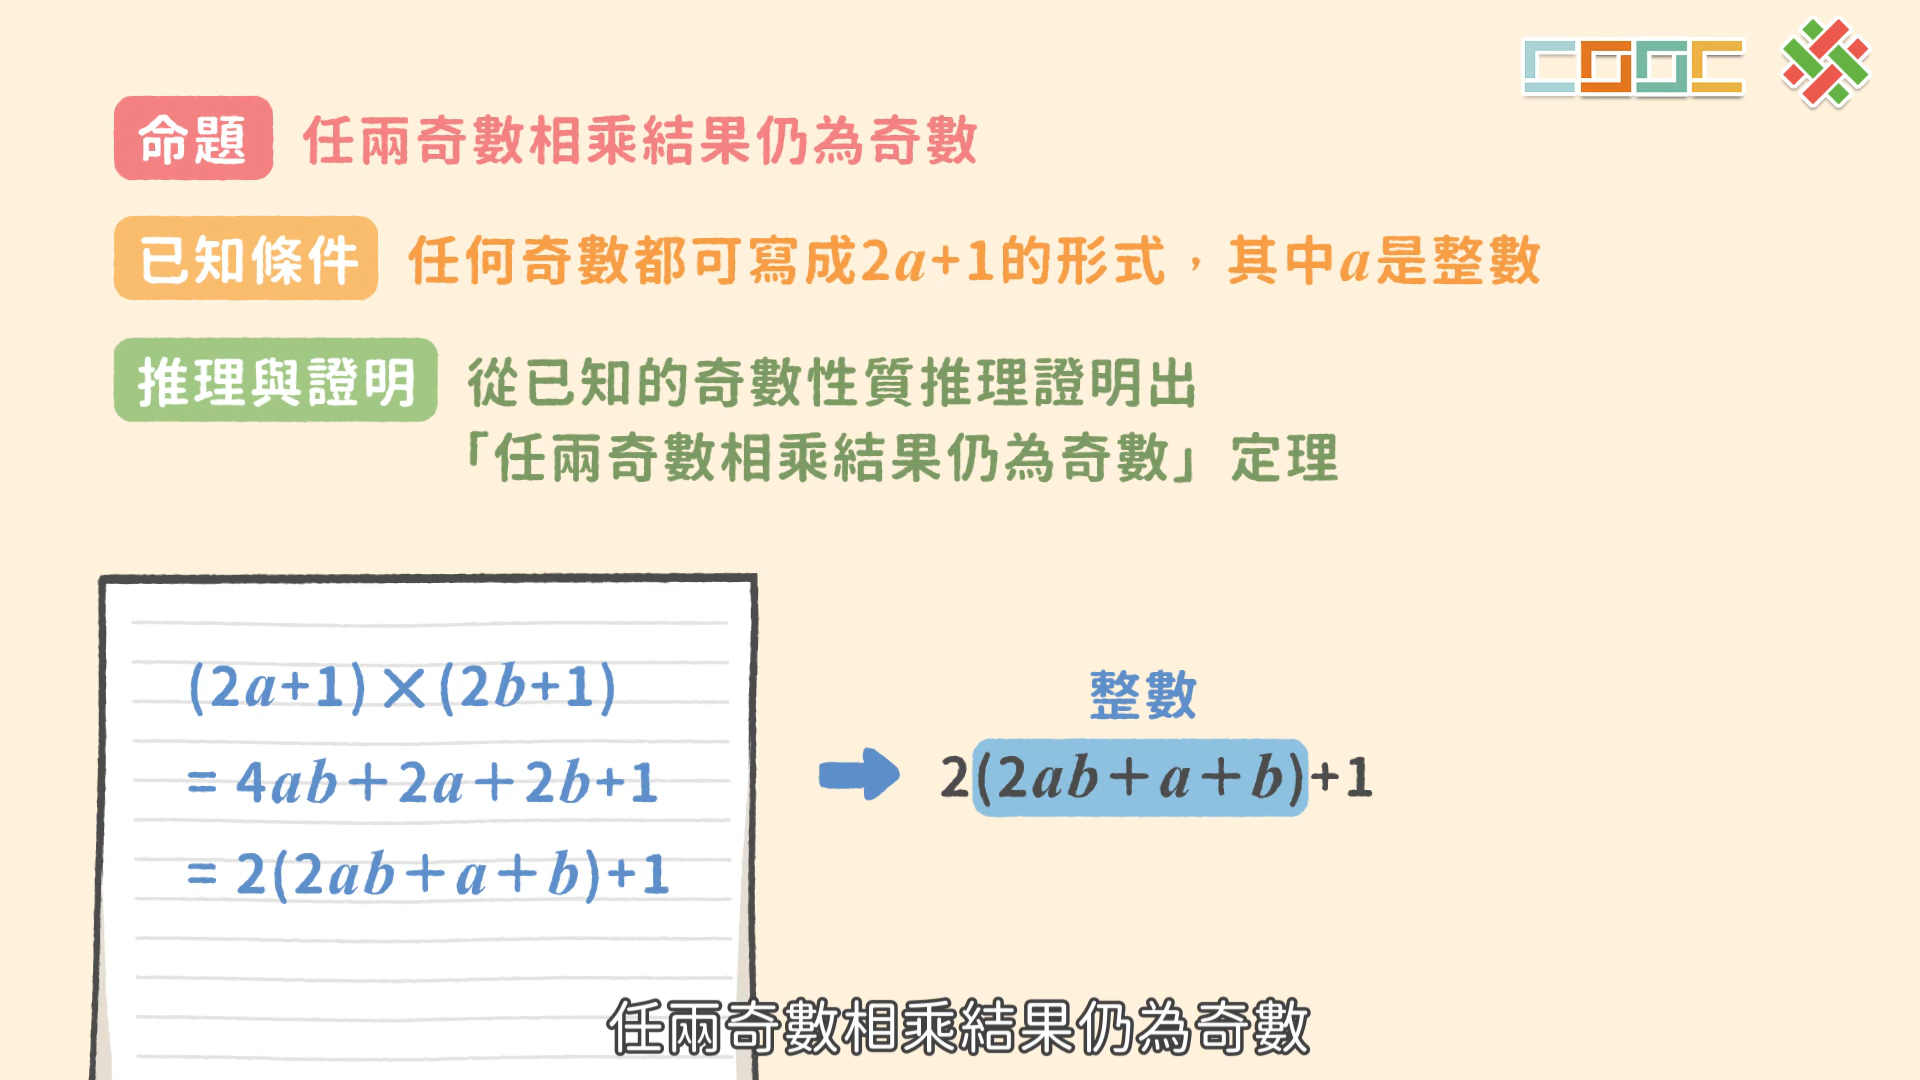 COOC
命題 任兩奇數相乘結果仍為奇數
已知條件 任何奇數都可寫成2a+1的形式，其中a是整數
推理與證明 從已知的奇數性質推理證明出
「任兩奇數相乘結果仍為奇數」定理
(2a+1)×(2b+1)
= 4ab+2a+2b+1
= 2(2ab+a+b)+1
整數
2(2ab+a+b)+1
任兩奇數相乘結果仍為奇數